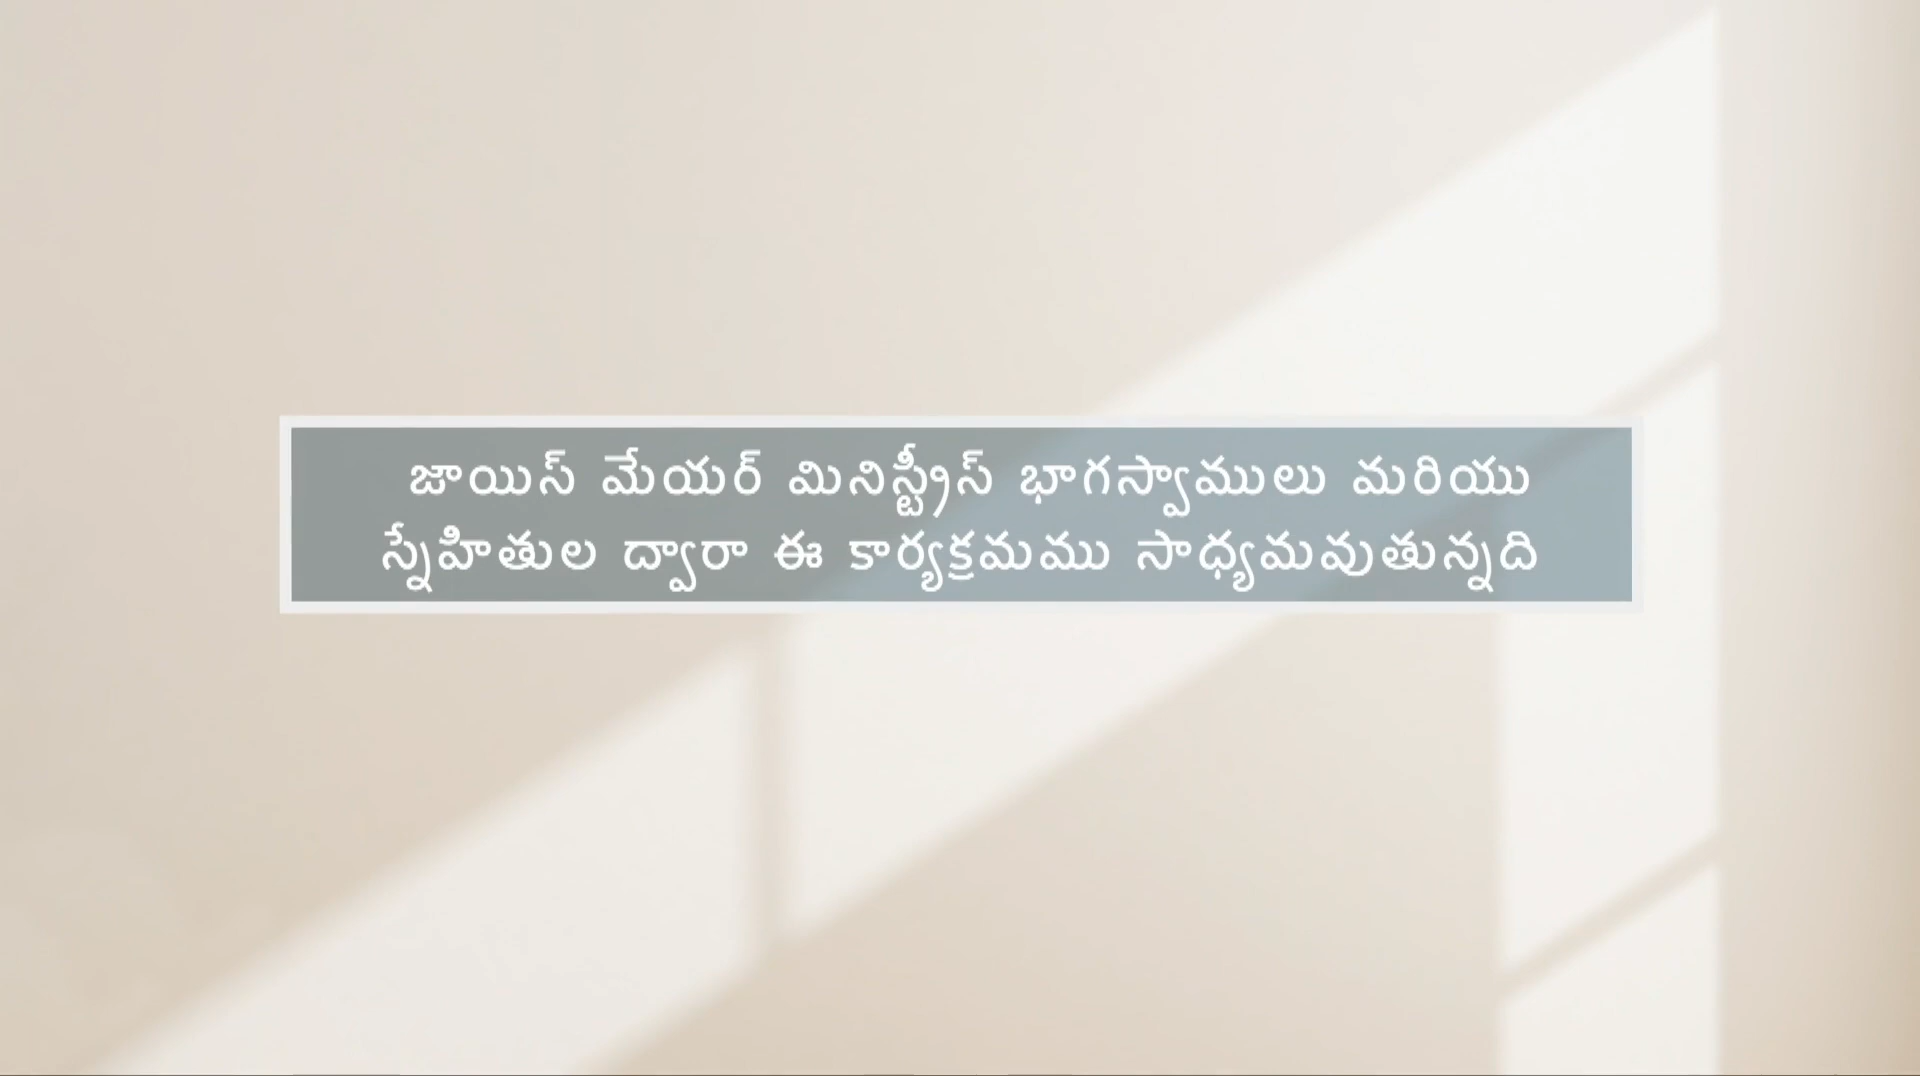 జాయిస్ మేయర్ మినిస్ట్రీస్ భాగస్వాములు మరియు
స్నేహితుల ద్వారా ఈ కార్యక్రమము సాధ్యమవుతున్నది